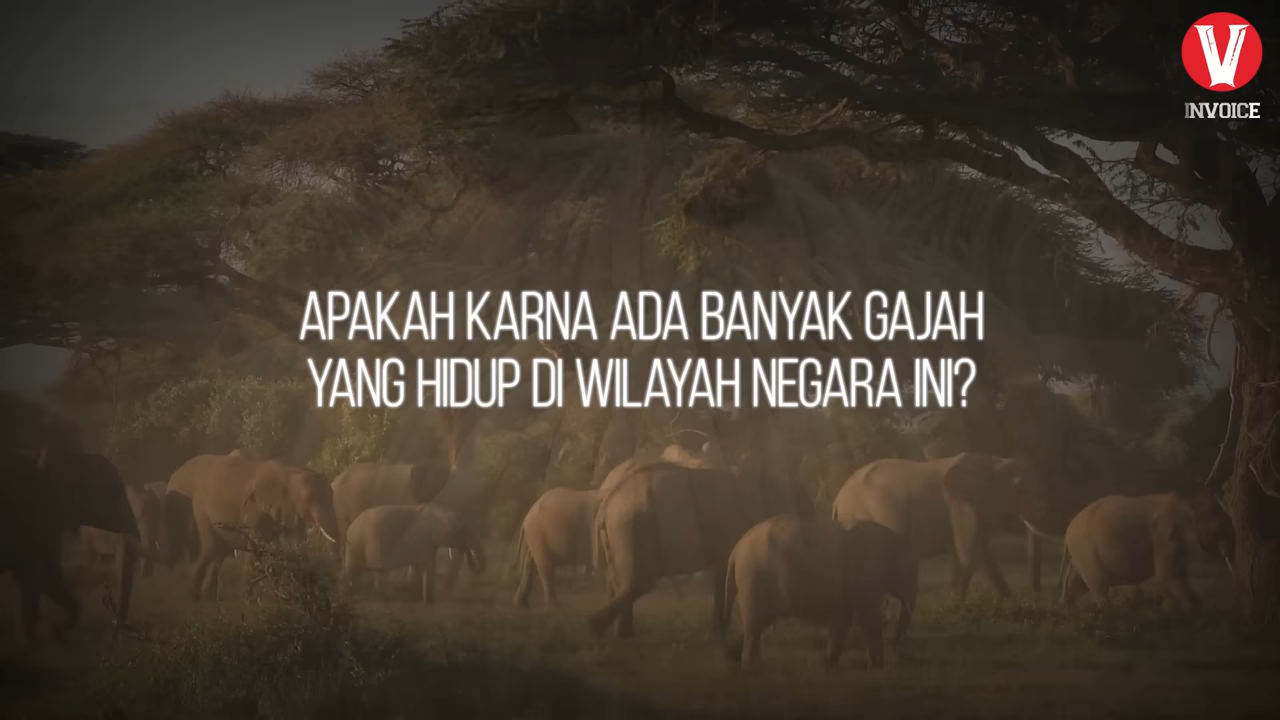 V
INVOICE
APAKAH KARNA ADA BANYAK GAJAH
YANG HIDUP DI WILAYAH NEGARA INI?